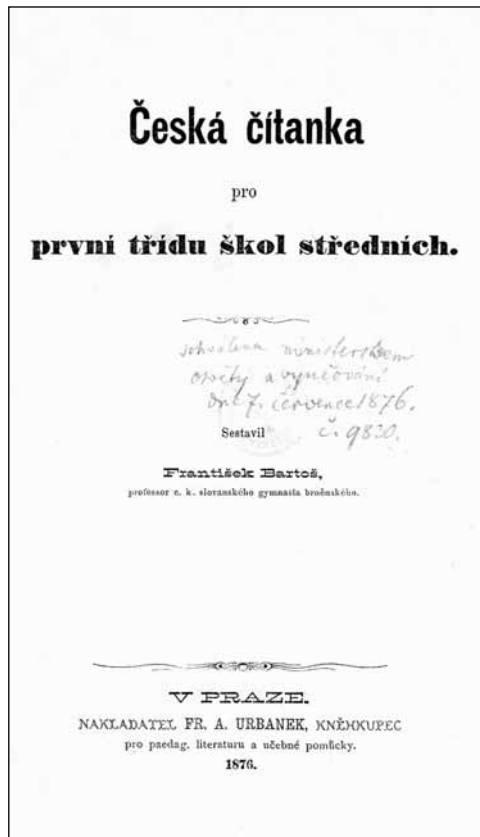 Česká čítanka
pro
první třídu škol středních.
schválena ministerstvem
osvěty a vyučování
dne 7. července 1876.
Sestavil č. 9830.
František Bartoš,
professor c. k. slovanského gymnasia brněnského.
V PRAZE.
NAKLADATEL FR. A. URBANEK, KNĚHKUPEC
pro paedag. literaturu a učebné pomůcky.
1876.